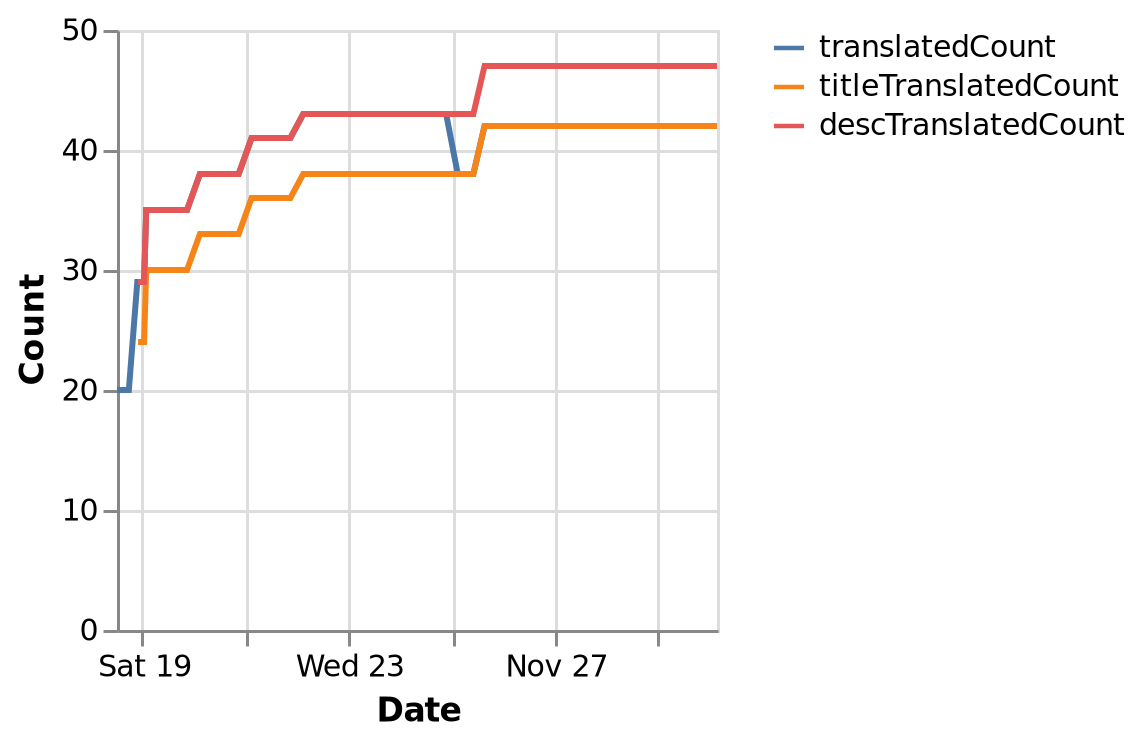 50
40
30
20
10
0
Count
Sat 19
Wed 23
Nov 27
Date
translatedCount
titleTranslatedCount
descTranslatedCount